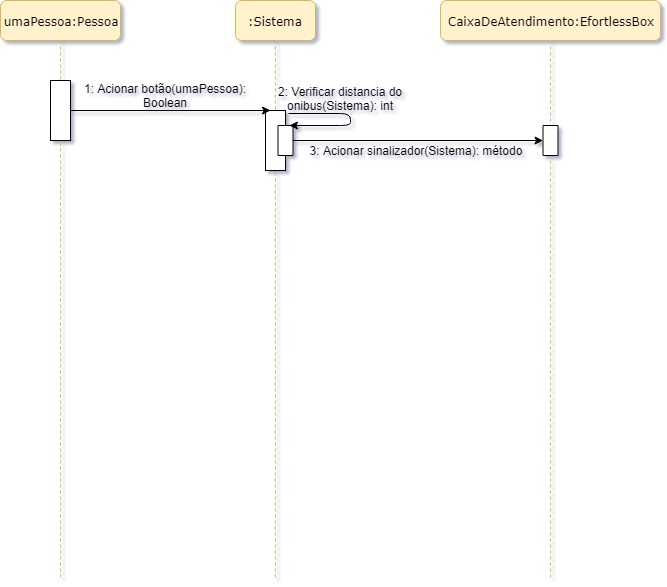 umaPessoa:Pessoa
:Sistema
CaixaDeAtendimento:EfortlessBox
1: Acionar botão(umaPessoa):
Boolean
2: Verificar distancia do
onibus(Sistema): int
3: Acionar sinalizador(Sistema): método